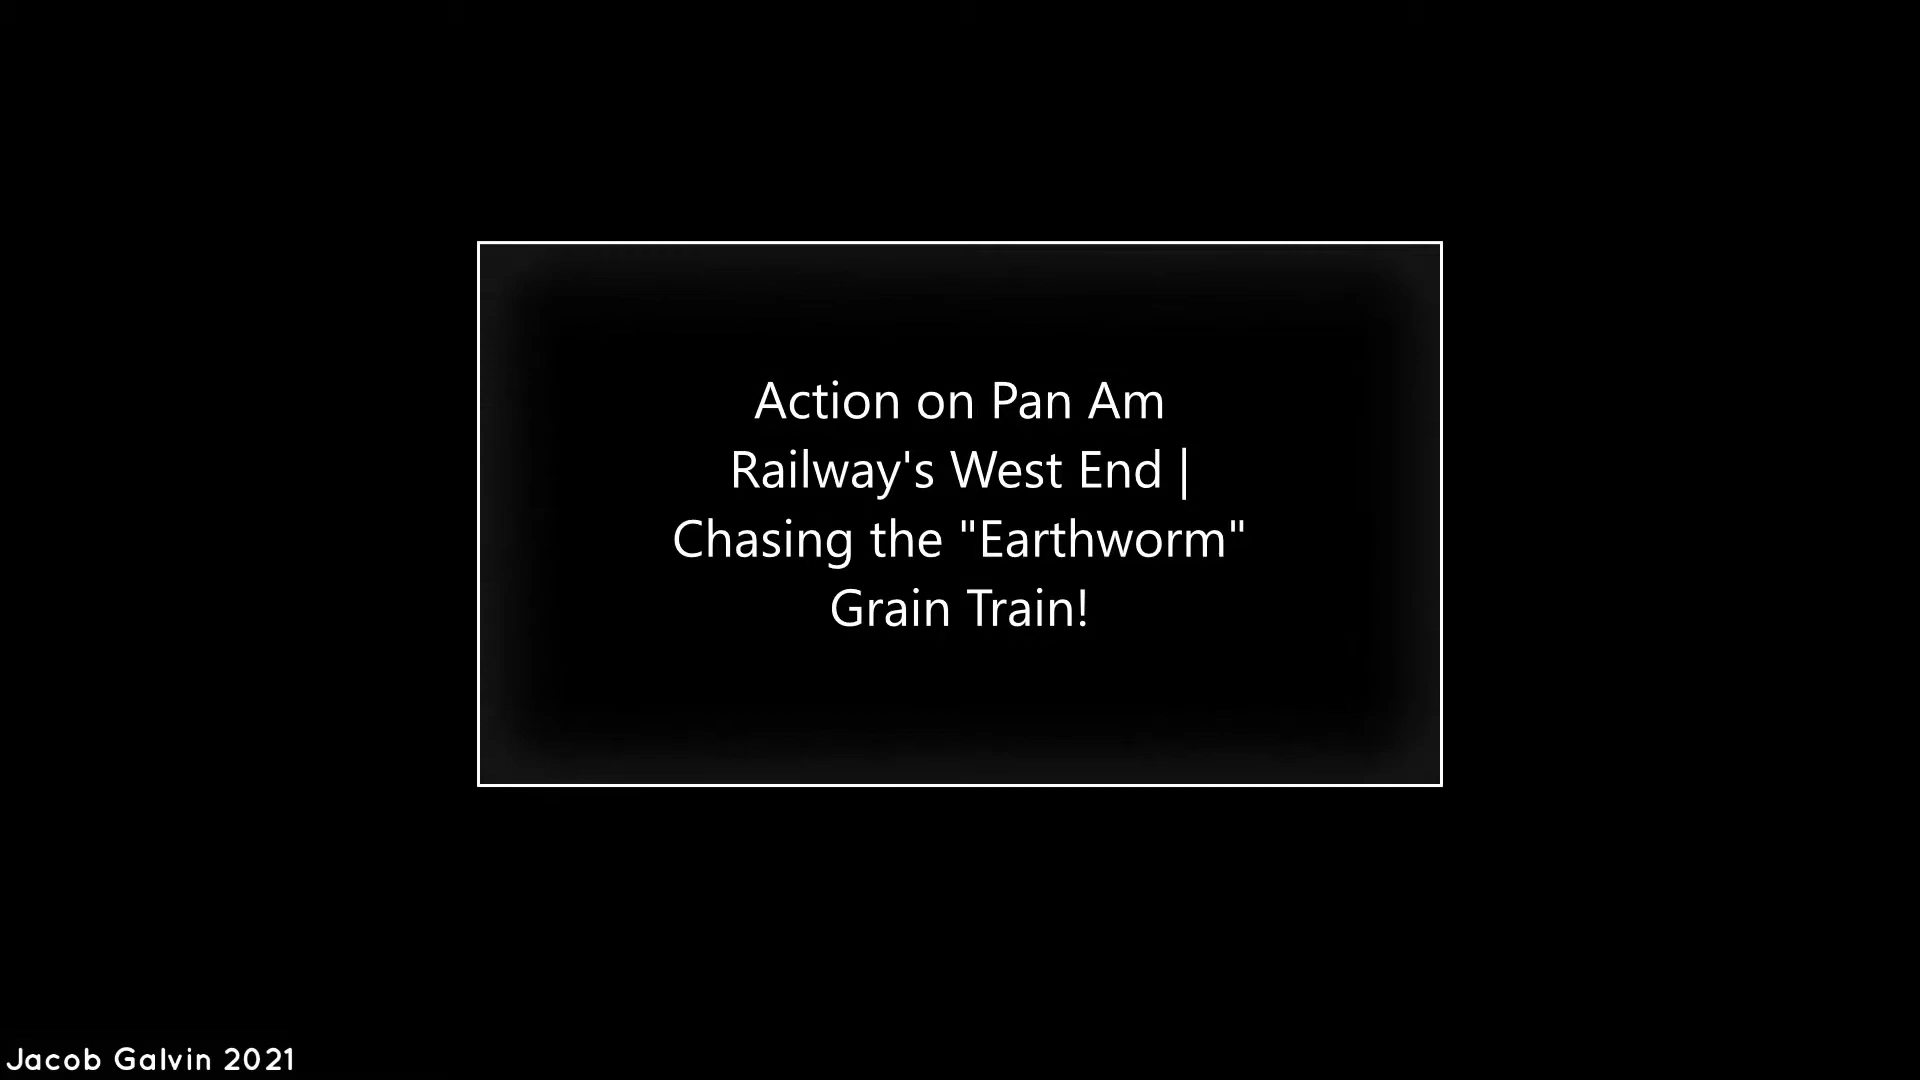 Action on Pan Am
Railway's West End |
Chasing the "Earthworm"
Grain Train!
Jacob Galvin 2021